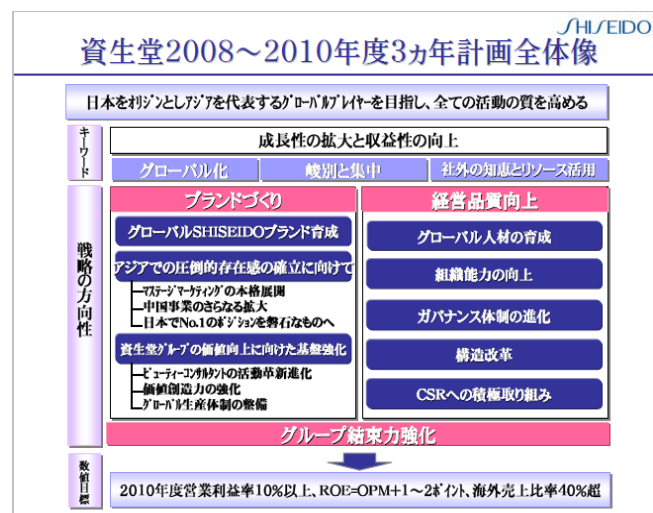 SHISEIDO
資生堂2008～2010年度3ヵ年計画全体像
日本をオリジンとしアジアを代表するグローバルプレイヤーを目指し、全ての活動の質を高める
キーワード
成長性の拡大と収益性の向上
グローバル化
峻別と集中
社外の知恵とリソース活用
戦略の方向性
ブランドづくり
グローバルSHISEIDOブランド育成
アジアでの圧倒的存在感の確立に向けて
マステージマーケティングの本格展開
中国事業のさらなる拡大
日本でNo.1のポジションを磐石なものへ
資生堂グループの価値向上に向けた基盤強化
ビューティーコンサルタントの活動革新進化
価値創造力の強化
グローバル生産体制の整備
経営品質向上
グローバル人材の育成
組織能力の向上
ガバナンス体制の進化
構造改革
CSRへの積極取り組み
グループ結束力強化
数値目標
2010年度営業利益率10%以上、ROE=OPM+1～2ポイント、海外売上比率40%超